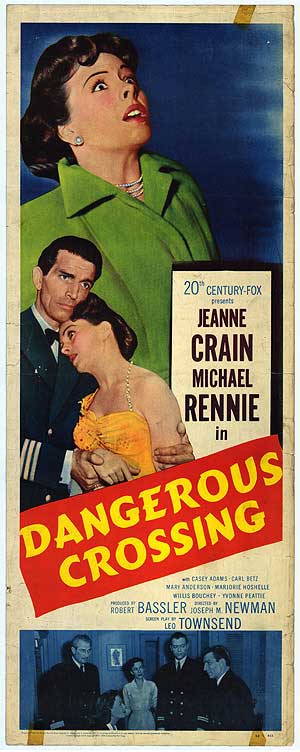 20th CENTURY-FOX
presents
JEANNE
CRAIN
MICHAEL
RENNIE
in
DANGEROUS
CROSSING
with CASEY ADAMS · CARL BETZ
MARY ANDERSON · MARJORIE HOSHELLE
WILLIS BOUCHEY · YVONNE PEATTIE
PRODUCED BY ROBERT BASSLER DIRECTED BY JOSEPH M. NEWMAN
SCREEN PLAY BY LEO TOWNSEND